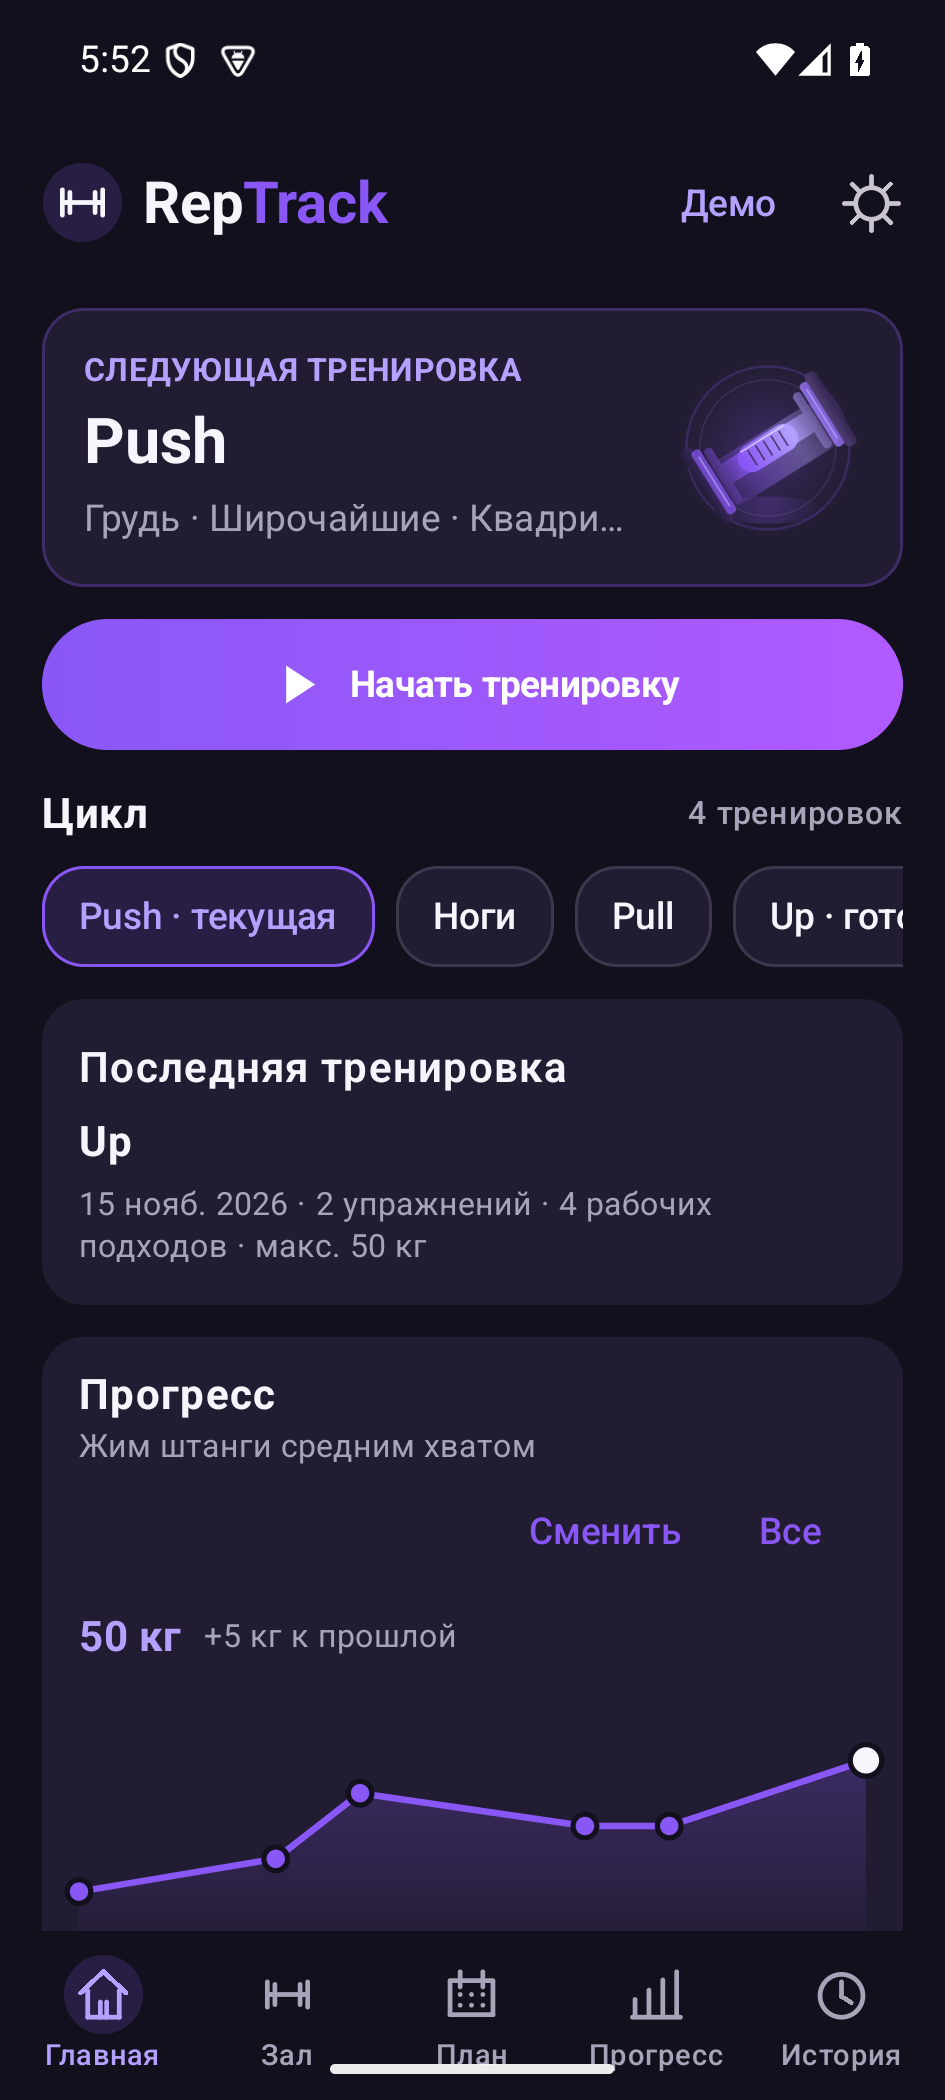 5:52
RepTrack
Демо
СЛЕДУЮЩАЯ ТРЕНИРОВКА
Push
Грудь · Широчайшие · Квадри...
Начать тренировку
Цикл
4 тренировок
Push · текущая
Ноги
Pull
Up · гото
Последняя тренировка
Up
15 нояб. 2026 · 2 упражнений · 4 рабочих
подходов · макс. 50 кг
Прогресс
Жим штанги средним хватом
Сменить
Все
50 кг +5 кг к прошлой
Главная
Зал
План
Прогресс
История